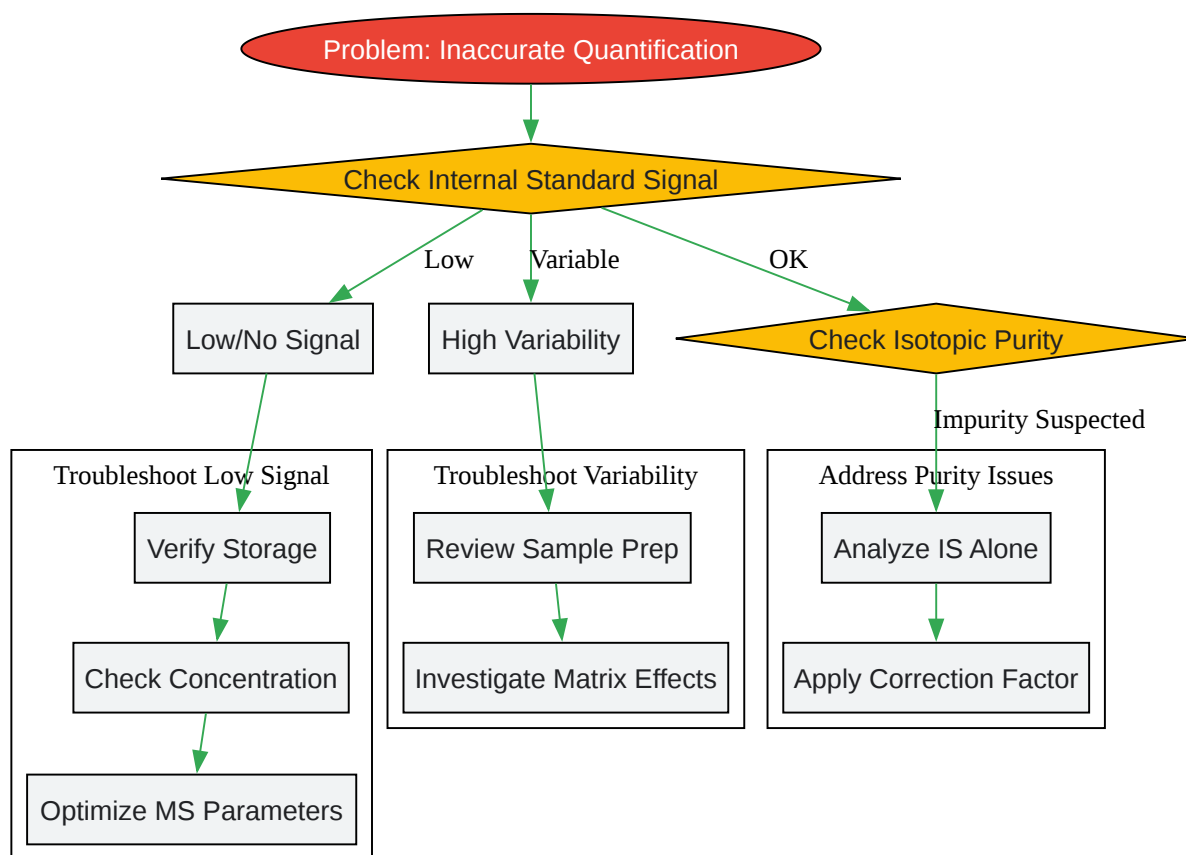 Problem: Inaccurate Quantification
Check Internal Standard Signal
Low
Variable
OK
Low/No Signal
High Variability
Check Isotopic Purity
Impurity Suspected
Troubleshoot Low Signal
Troubleshoot Variability
Address Purity Issues
Verify Storage
Review Sample Prep
Analyze IS Alone
Check Concentration
Investigate Matrix Effects
Apply Correction Factor
Optimize MS Parameters